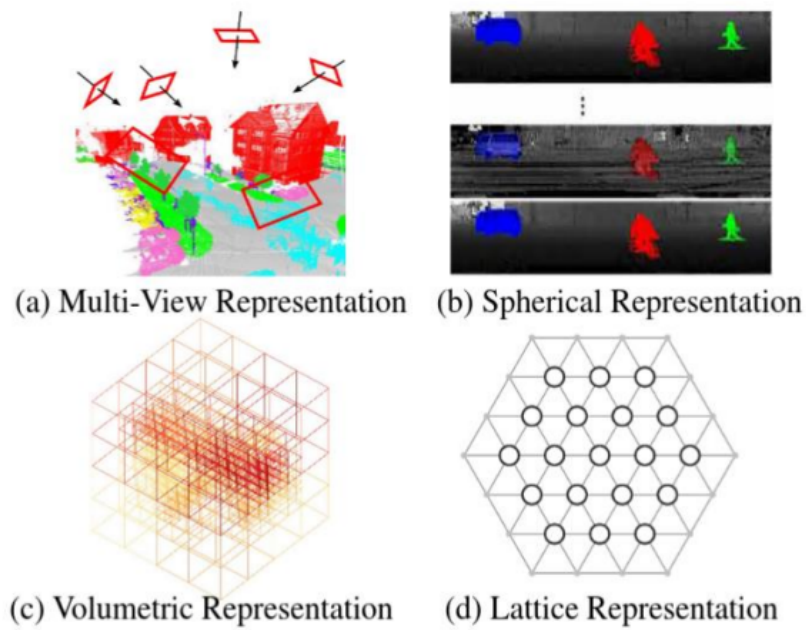 (a) Multi-View Representation
(b) Spherical Representation
(c) Volumetric Representation
(d) Lattice Representation